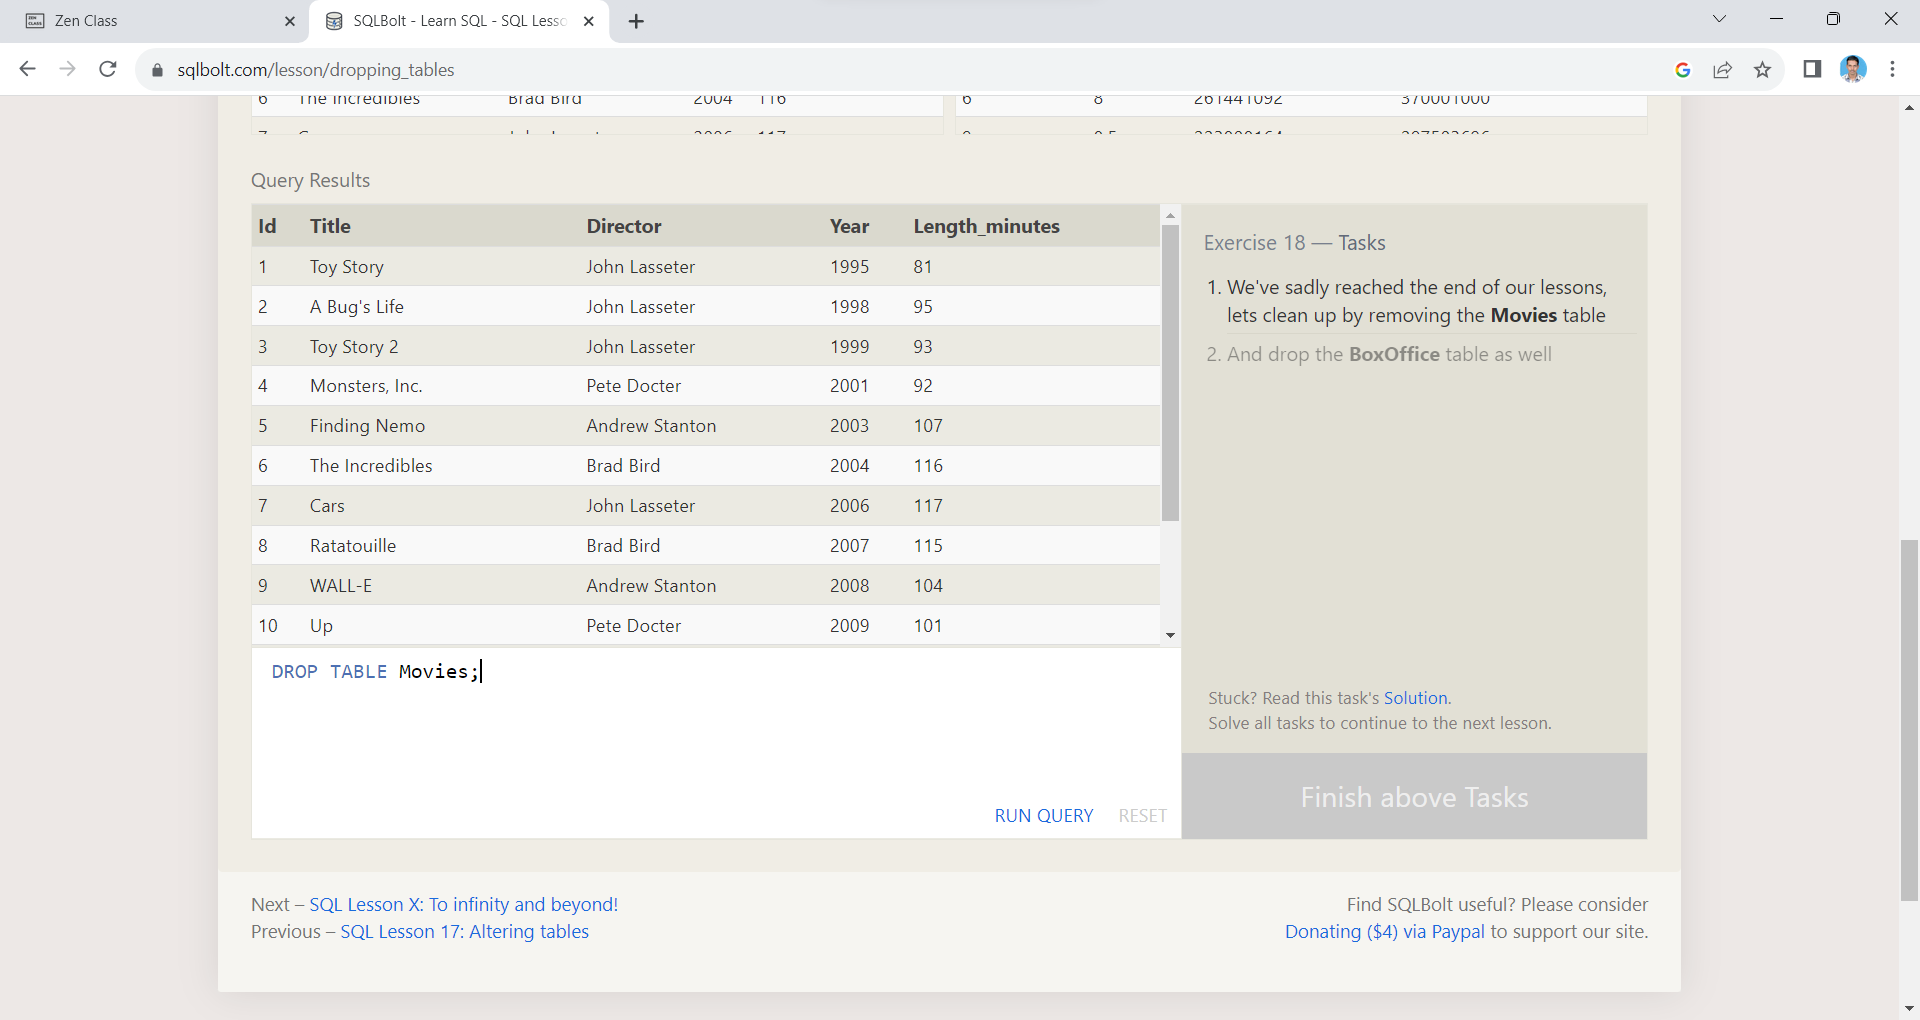 Zen Class
SQLBolt - Learn SQL - SQL Lesso
sqlbolt.com/lesson/dropping_tables
6 The Incredibles Brad Bird 2004 116
6 8 261441092 370001000
7 Cars John Lasseter 2006 117
Query Results
Id Title Director Year Length_minutes
1 Toy Story John Lasseter 1995 81
2 A Bug's Life John Lasseter 1998 95
3 Toy Story 2 John Lasseter 1999 93
4 Monsters, Inc. Pete Docter 2001 92
5 Finding Nemo Andrew Stanton 2003 107
6 The Incredibles Brad Bird 2004 116
7 Cars John Lasseter 2006 117
8 Ratatouille Brad Bird 2007 115
9 WALL-E Andrew Stanton 2008 104
10 Up Pete Docter 2009 101
DROP TABLE Movies;
RUN QUERY RESET
Exercise 18 — Tasks
1. We've sadly reached the end of our lessons,
lets clean up by removing the Movies table
2. And drop the BoxOffice table as well
Stuck? Read this task's Solution.
Solve all tasks to continue to the next lesson.
Finish above Tasks
Next – SQL Lesson X: To infinity and beyond!
Previous – SQL Lesson 17: Altering tables
Find SQLBolt useful? Please consider
Donating ($4) via Paypal to support our site.